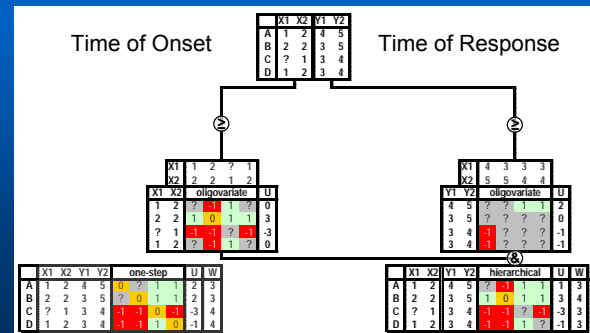 X1 X2 Y1 Y2
Time of Onset
Time of Response
A 1 2 4 5
B 2 2 3 5
C ? 1 3 4
D 1 2 3 4
≥
≥
X1 1 2 ? 1
X2 2 2 1 2
X1 X2 oligovariate U
1 2 ? -1 1 ? 0
2 2 1 0 1 1 3
? 1 -1 -1 ? -1 -3
1 2 ? -1 1 ? 0
X1 4 3 3 3
X2 5 5 4 4
Y1 Y2 oligovariate U
4 5 ? ? 1 1 2
3 5 ? ? ? ? 0
3 4 -1 ? ? ? -1
3 4 -1 ? ? ? -1
&
X1 X2 Y1 Y2 one-step U W
A 1 2 4 5 0 ? 1 1 2 3
B 2 2 3 5 ? 0 1 1 2 3
C ? 1 3 4 -1 -1 0 -1 -3 4
D 1 2 3 4 -1 -1 1 0 -1 4
X1 X2 Y1 Y2 hierarchical U W
A 1 2 4 5 ? -1 1 1 1 3
B 2 2 3 5 1 0 1 1 3 4
C ? 1 3 4 -1 -1 ? -1 -3 3
D 1 2 3 4 -1 -1 1 ? -1 3